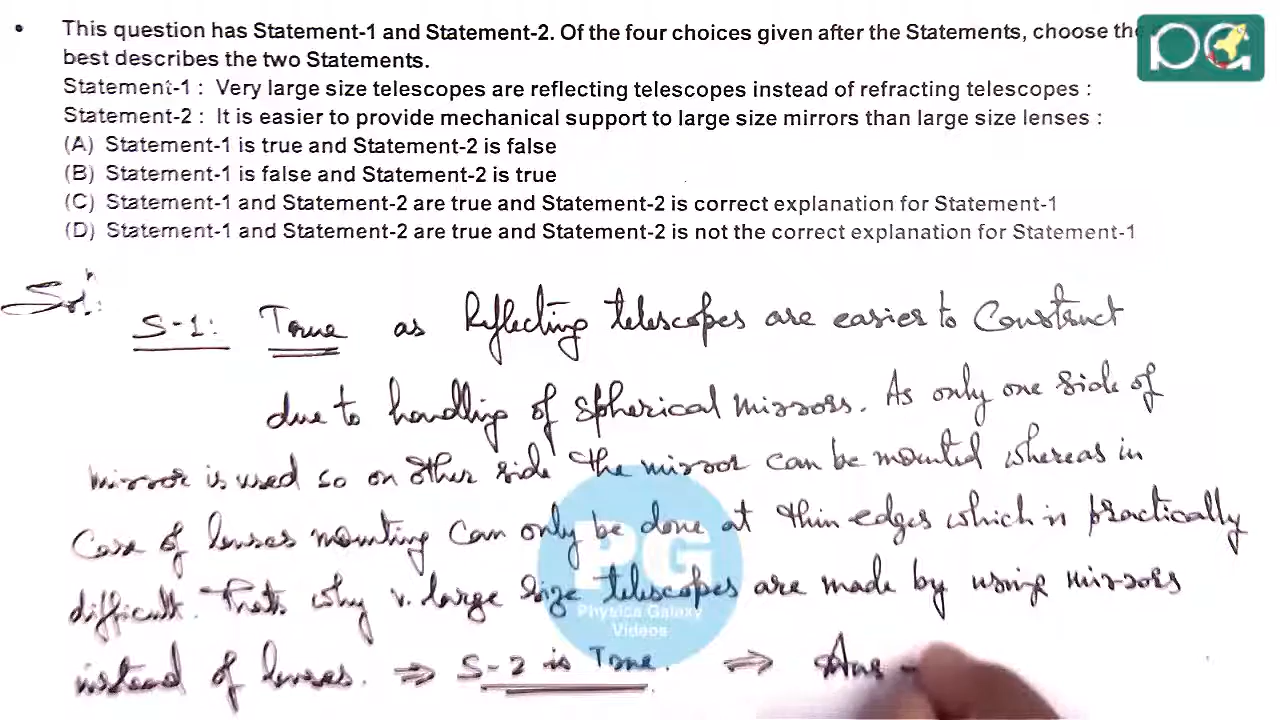 • This question has Statement-1 and Statement-2. Of the four choices given after the Statements, choose the
best describes the two Statements.
Statement-1 : Very large size telescopes are reflecting telescopes instead of refracting telescopes :
Statement-2 : It is easier to provide mechanical support to large size mirrors than large size lenses :
(A) Statement-1 is true and Statement-2 is false
(B) Statement-1 is false and Statement-2 is true
(C) Statement-1 and Statement-2 are true and Statement-2 is correct explanation for Statement-1
(D) Statement-1 and Statement-2 are true and Statement-2 is not the correct explanation for Statement-1
Solⁿ:
S-1: True as Reflecting telescopes are easier to Construct
due to handling of spherical mirrors. As only one side of
mirror is used so on other side the mirror can be mounted whereas in
Case of lenses mounting Can only be done at thin edges which is practically
difficult. That's why v. large size telescopes are made by using mirrors
instead of lenses. ⇒ S-2 is True. ⇒ Ans -
PG
Physics Galaxy
Videos